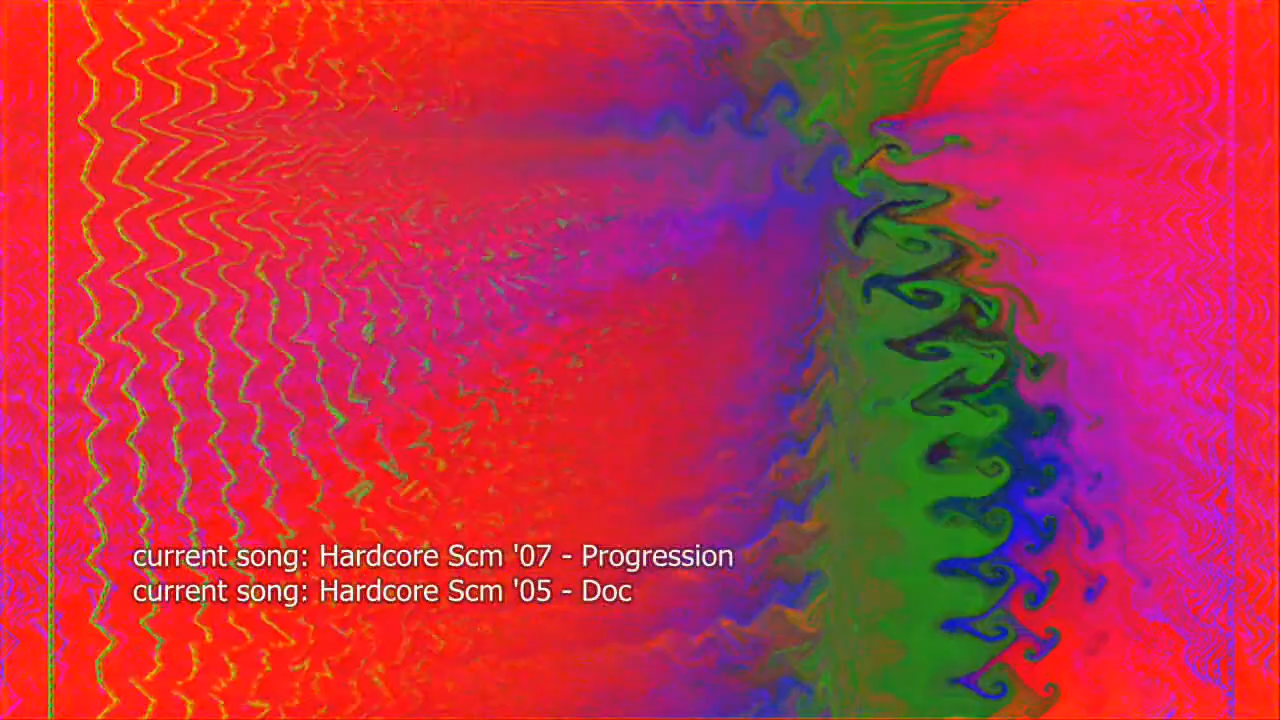 current song: Hardcore Scm '07 - Progression
current song: Hardcore Scm '05 - Doc